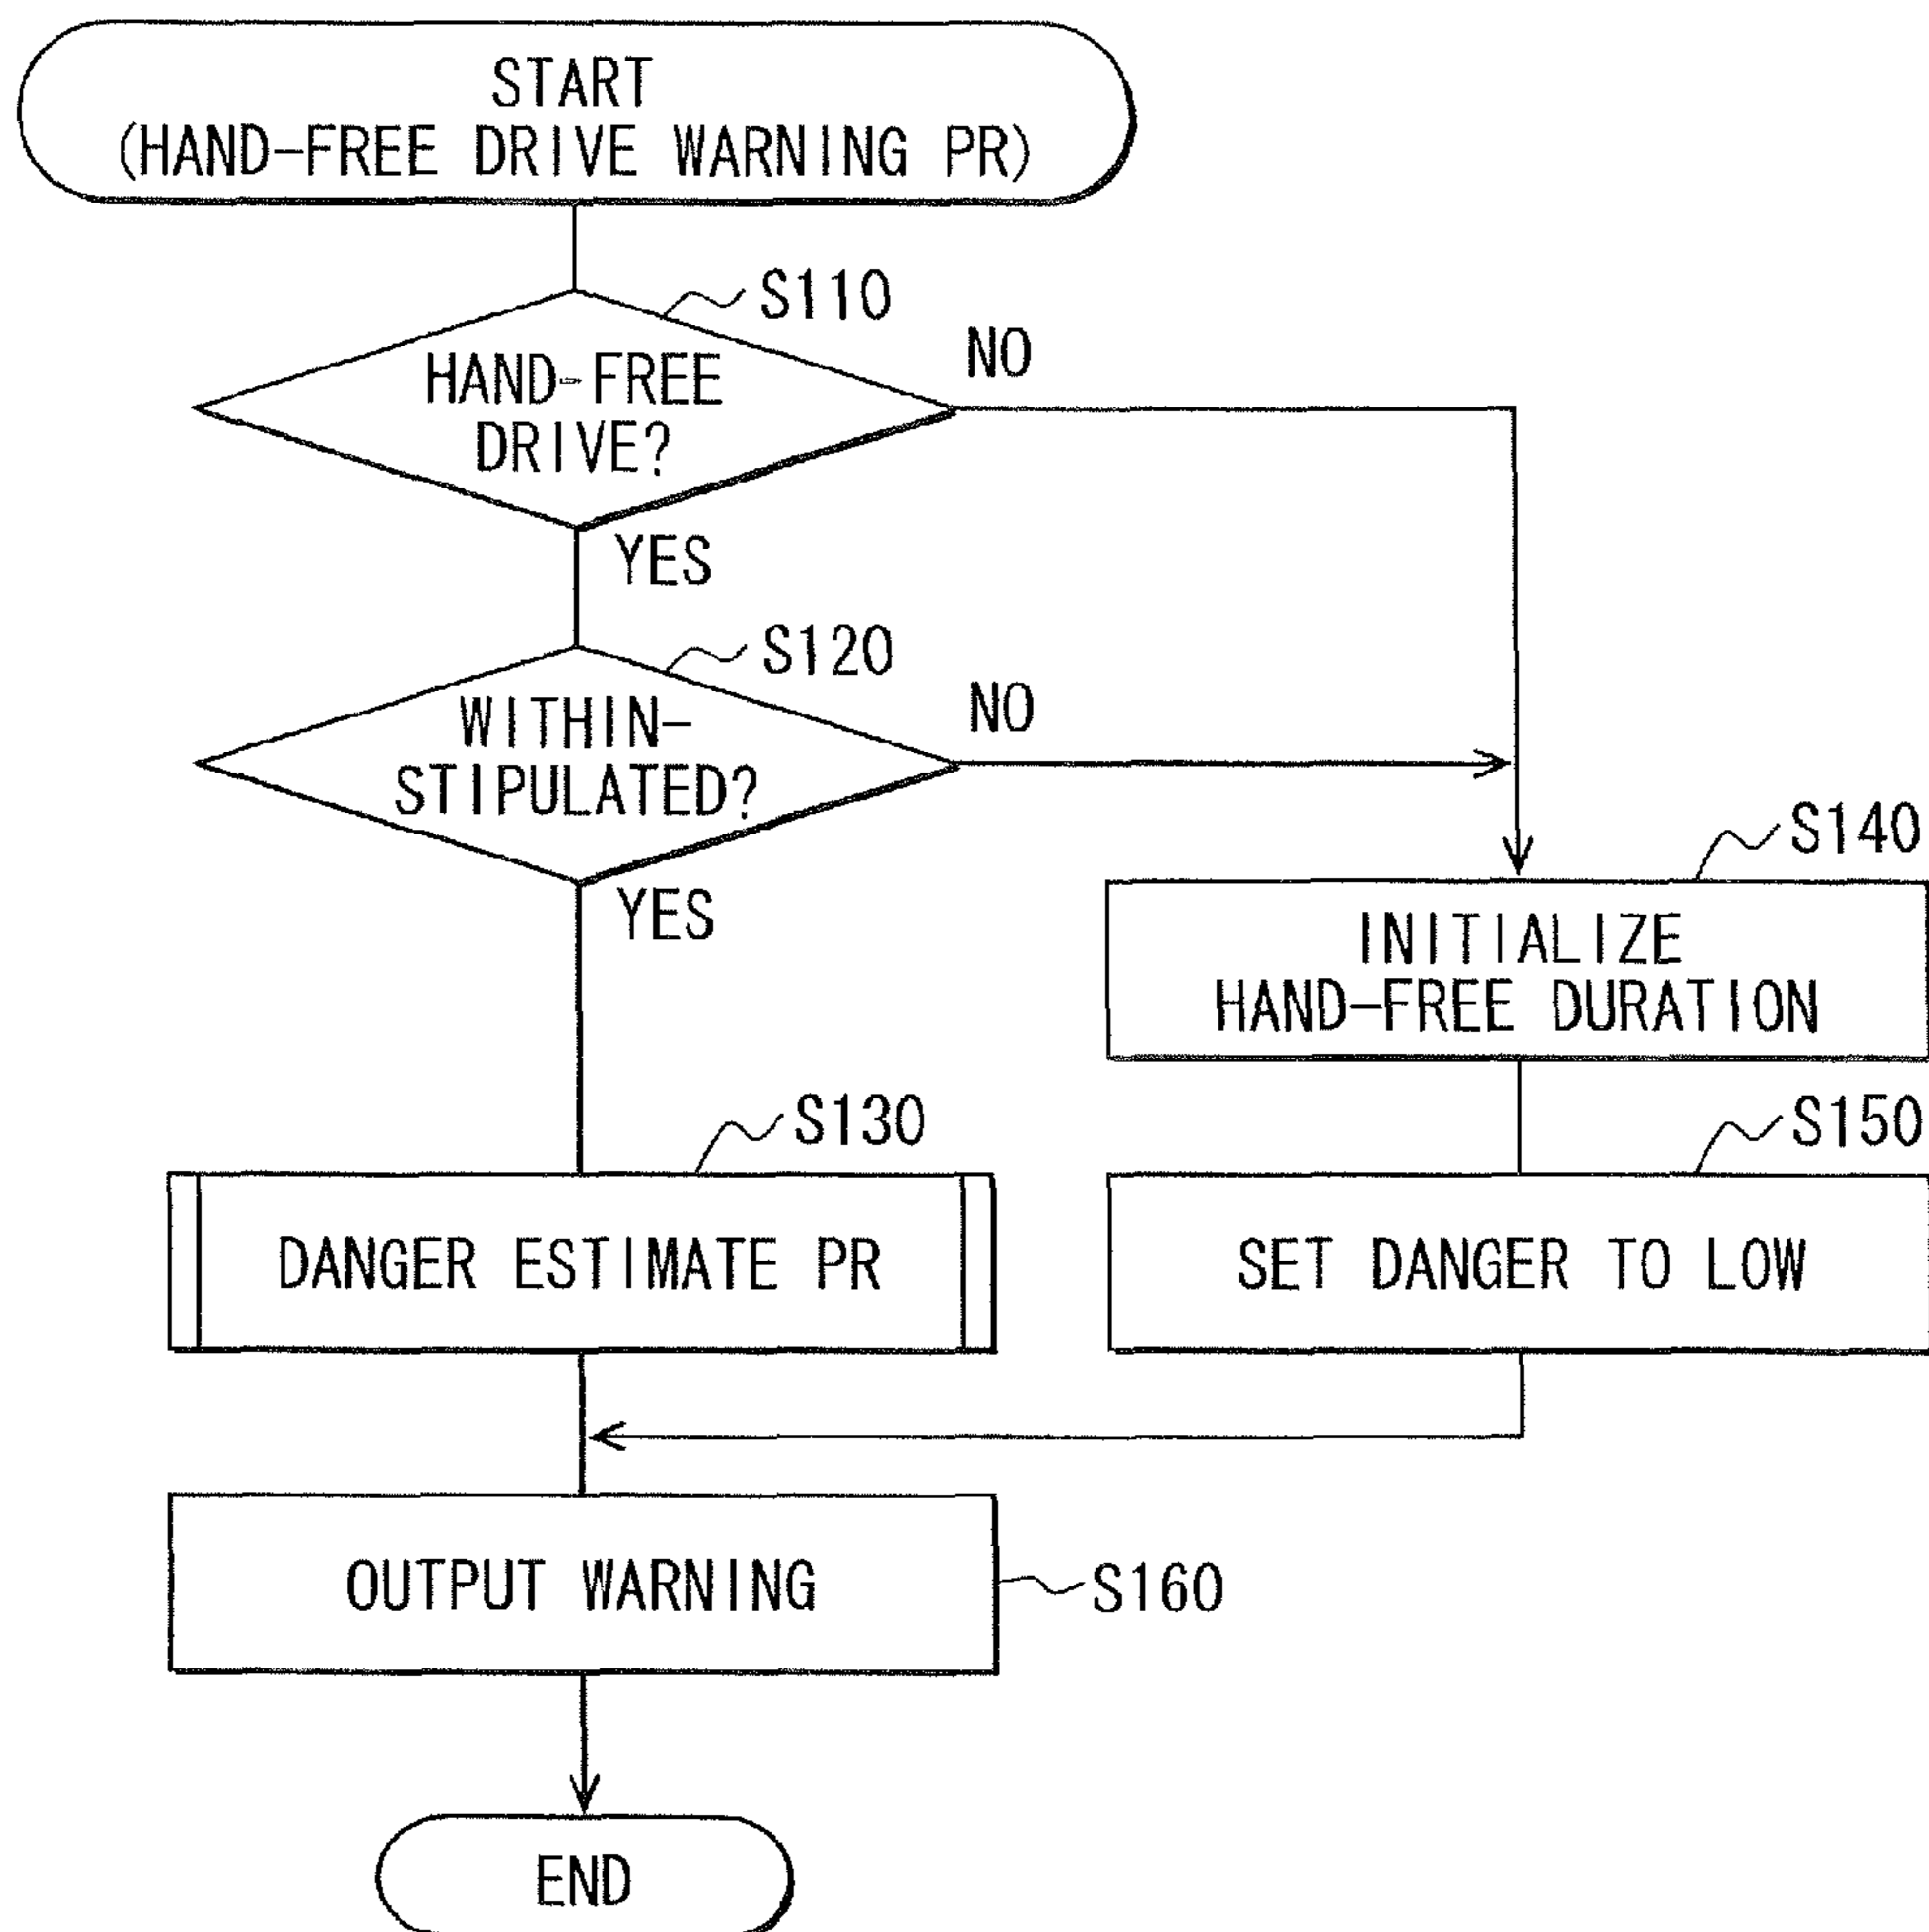 START
(HAND-FREE DRIVE WARNING PR)
S110
HAND-FREE
DRIVE?
NO
YES
S120
WITHIN-
STIPULATED?
NO
YES
S140
INITIALIZE
HAND-FREE DURATION
S130
DANGER ESTIMATE PR
S150
SET DANGER TO LOW
OUTPUT WARNING
S160
END